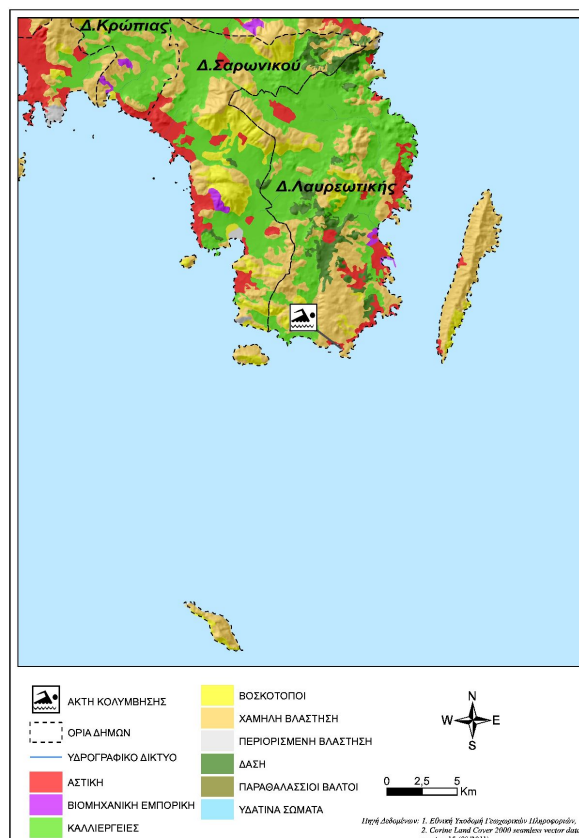 Δ.Κρώπιας
Δ.Σαρωνικού
Δ.Λαυρεωτικής
ΑΚΤΗ ΚΟΛΥΜΒΗΣΗΣ
ΟΡΙΑ ΔΗΜΩΝ
ΥΔΡΟΓΡΑΦΙΚΟ ΔΙΚΤΥΟ
ΑΣΤΙΚΗ
ΒΙΟΜΗΧΑΝΙΚΗ ΕΜΠΟΡΙΚΗ
ΚΑΛΛΙΕΡΓΕΙΕΣ
ΒΟΣΚΟΤΟΠΟΙ
ΧΑΜΗΛΗ ΒΛΑΣΤΗΣΗ
ΠΕΡΙΟΡΙΣΜΕΝΗ ΒΛΑΣΤΗΣΗ
ΔΑΣΗ
ΠΑΡΑΘΑΛΑΣΣΙΟΙ ΒΑΛΤΟΙ
ΥΔΑΤΙΝΑ ΣΩΜΑΤΑ
N
W E
S
0 2,5 5
Km
Πηγή Δεδομένων: 1. Εθνική Υποδομή Γεωχωρικών Πληροφοριών,
2. Corine Land Cover 2000 seamless vector data